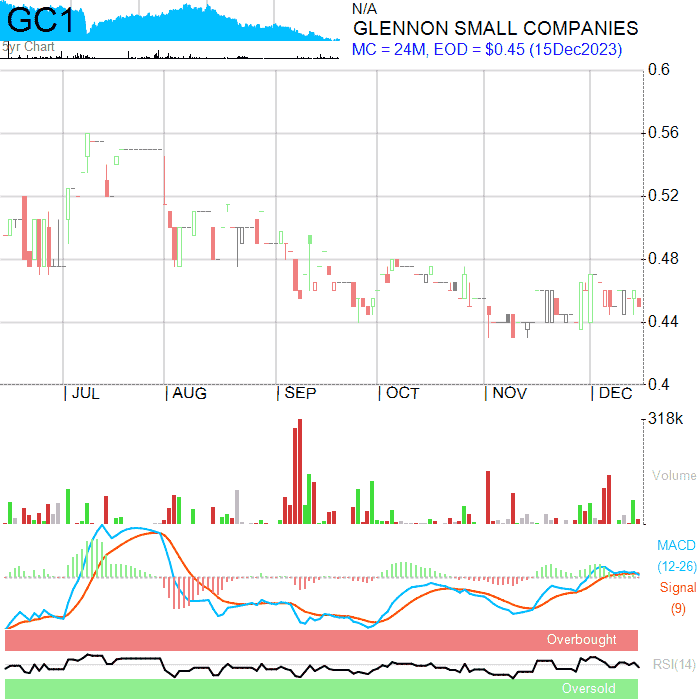 GC1
5yr Chart
N/A
GLENNON SMALL COMPANIES
MC = 24M, EOD = $0.45 (15Dec2023)
0.6
0.56
0.52
0.48
0.44
0.4
JUL AUG SEP OCT NOV DEC
318k
Volume
MACD
(12-26)
Signal
(9)
Overbought
RSI(14)
Oversold